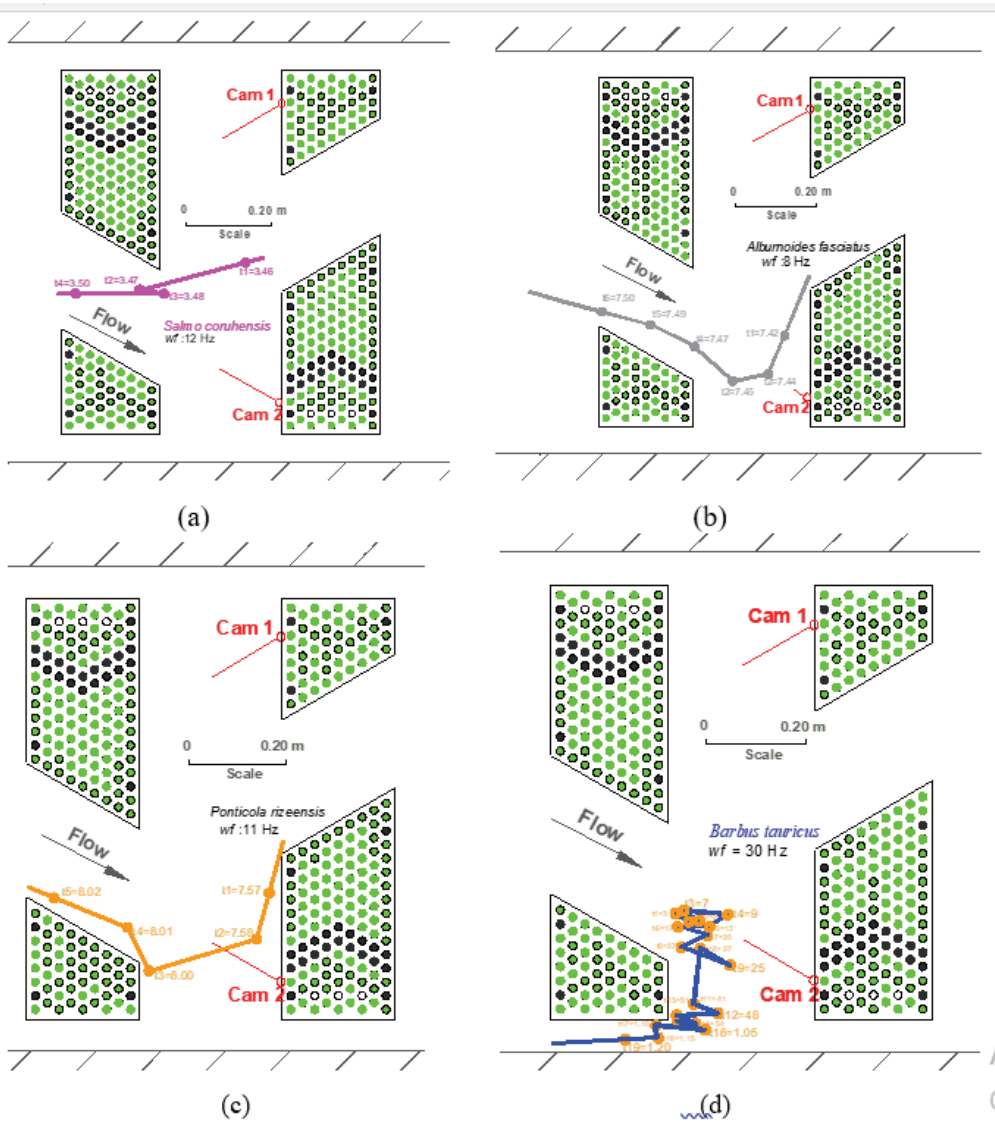 Cam 1
0
0.20 m
Scale
t4=3.50
t2=3.47
t1=3.46
t3=3.48
Flow
Salmo coruhensis
wf :12 Hz
Cam 2
(a)
Cam 1
0
0.20 m
Scale
Alburnoides fasciatus
wf :8 Hz
Flow
t6=7.50
t5=7.49
t4=7.47
t1=7.42
t2=7.45
t2=7.44
Cam 2
(b)
Cam 1
0
0.20 m
Scale
Ponticola rizeensis
wf :11 Hz
Flow
t5=8.02
t1=7.57
t4=8.01
t2=7.58
t3=8.00
Cam 2
(c)
Cam 1
0
0.20 m
Scale
Flow
Barbus tauricus
wf = 30 Hz
t3=7
t4=9
t9=25
Cam 2
t12=48
t16=1.05
t19=1.20
(d)